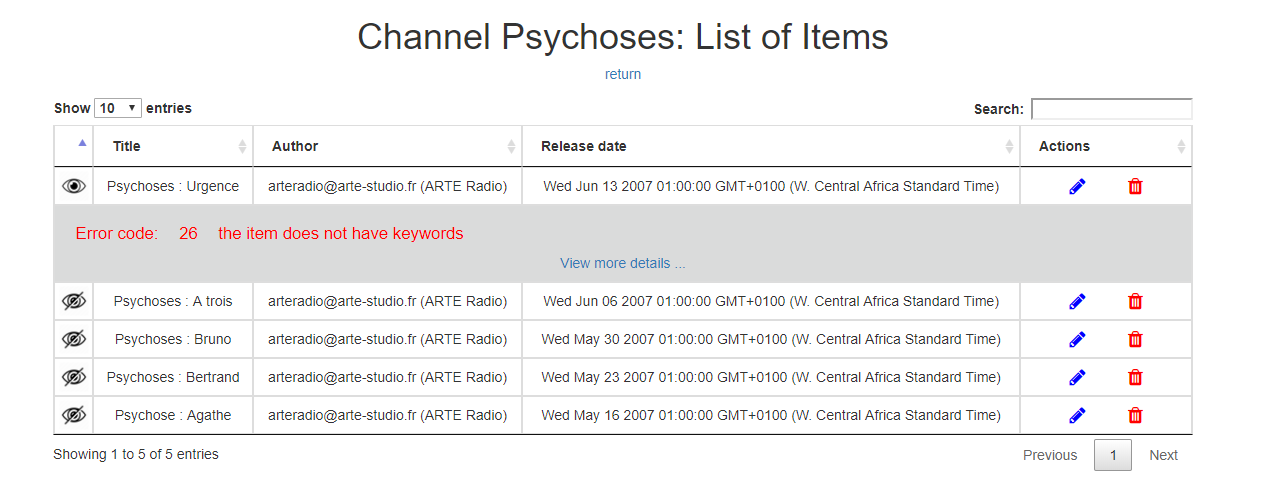 Channel Psychoses: List of Items
return
Show 10 entries Search:
Title Author Release date Actions
Psychoses : Urgence arteradio@arte-studio.fr (ARTE Radio) Wed Jun 13 2007 01:00:00 GMT+0100 (W. Central Africa Standard Time)
Error code: 26 the item does not have keywords
View more details ...
Psychoses : A trois arteradio@arte-studio.fr (ARTE Radio) Wed Jun 06 2007 01:00:00 GMT+0100 (W. Central Africa Standard Time)
Psychoses : Bruno arteradio@arte-studio.fr (ARTE Radio) Wed May 30 2007 01:00:00 GMT+0100 (W. Central Africa Standard Time)
Psychoses : Bertrand arteradio@arte-studio.fr (ARTE Radio) Wed May 23 2007 01:00:00 GMT+0100 (W. Central Africa Standard Time)
Psychose : Agathe arteradio@arte-studio.fr (ARTE Radio) Wed May 16 2007 01:00:00 GMT+0100 (W. Central Africa Standard Time)
Showing 1 to 5 of 5 entries Previous 1 Next